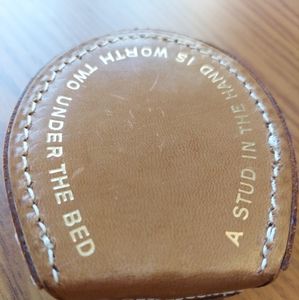 A STUD IN THE HAND IS WORTH TWO UNDER THE BED